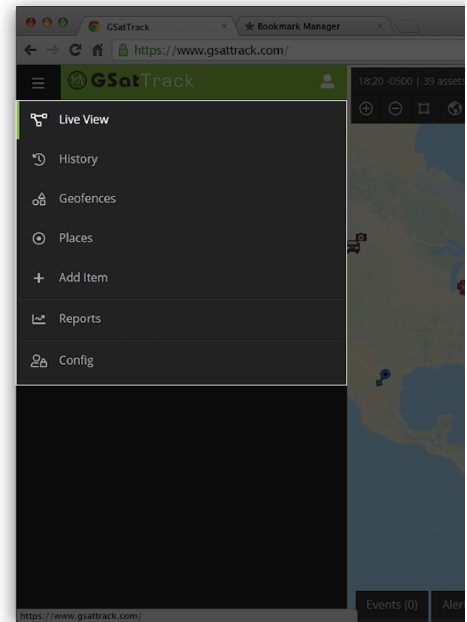 GSatTrack
Bookmark Manager
https://www.gsattrack.com/
GSatTrack
18:20 -0500 | 39 assets
Live View
History
Geofences
Places
Add Item
Reports
Config
Events (0)
https://www.gsattrack.com/